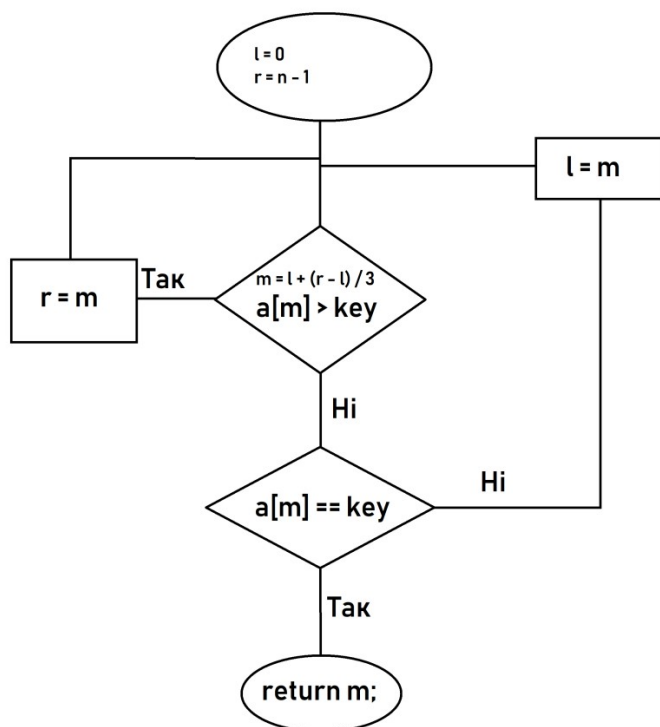 l = 0
r = n - 1
l = m
r = m
Так
m = l + (r - l) / 3
a[m] > key
Ні
a[m] == key
Ні
Так
return m;